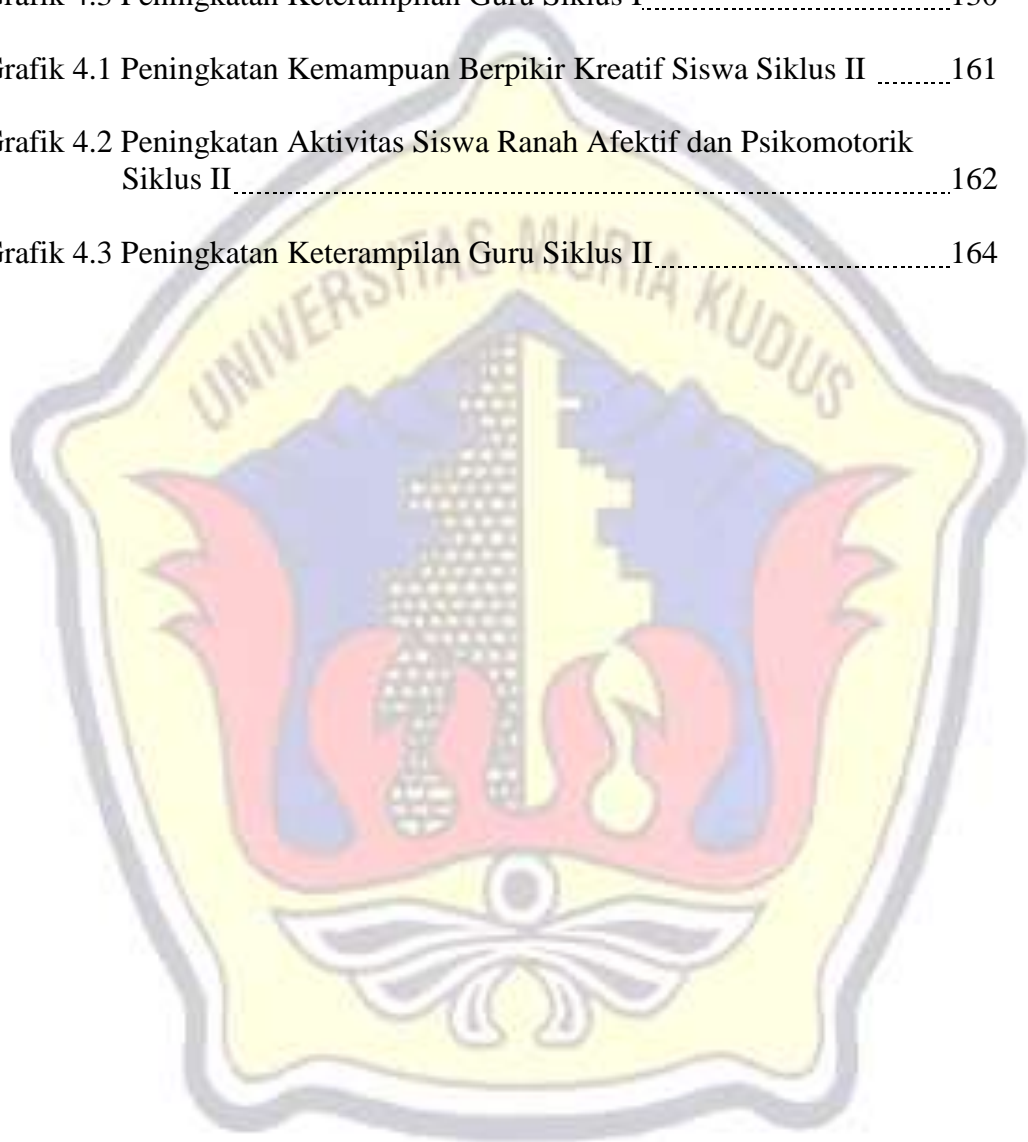 Grafik 4.3 Peningkatan Keterampilan Guru Siklus I 150
Grafik 4.1 Peningkatan Kemampuan Berpikir Kreatif Siswa Siklus II 161
Grafik 4.2 Peningkatan Aktivitas Siswa Ranah Afektif dan Psikomotorik
Siklus II 162
Grafik 4.3 Peningkatan Keterampilan Guru Siklus II 164
UNIVERSITAS MURIA KUDUS